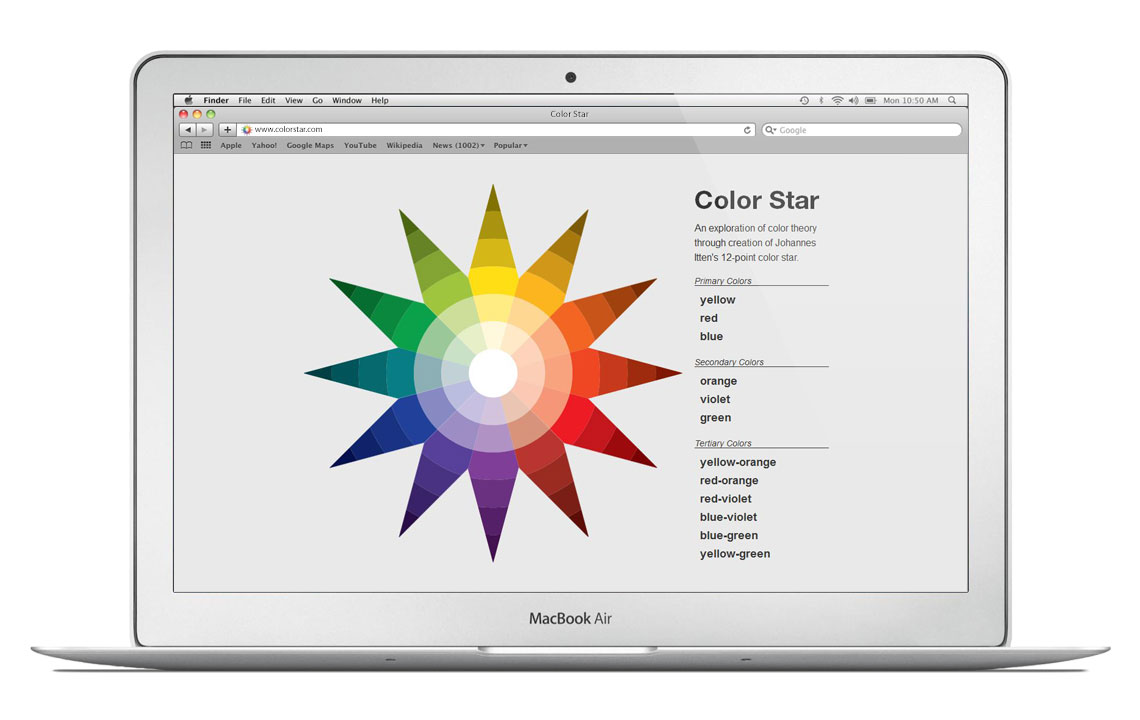 Finder File Edit View Go Window Help Mon 10:50 AM
Color Star
www.colorstar.com Google
Apple Yahoo! Google Maps YouTube Wikipedia News (1002) Popular
Color Star
An exploration of color theory
through creation of Johannes
Itten's 12-point color star.
Primary Colors
yellow
red
blue
Secondary Colors
orange
violet
green
Tertiary Colors
yellow-orange
red-orange
red-violet
blue-violet
blue-green
yellow-green
MacBook Air